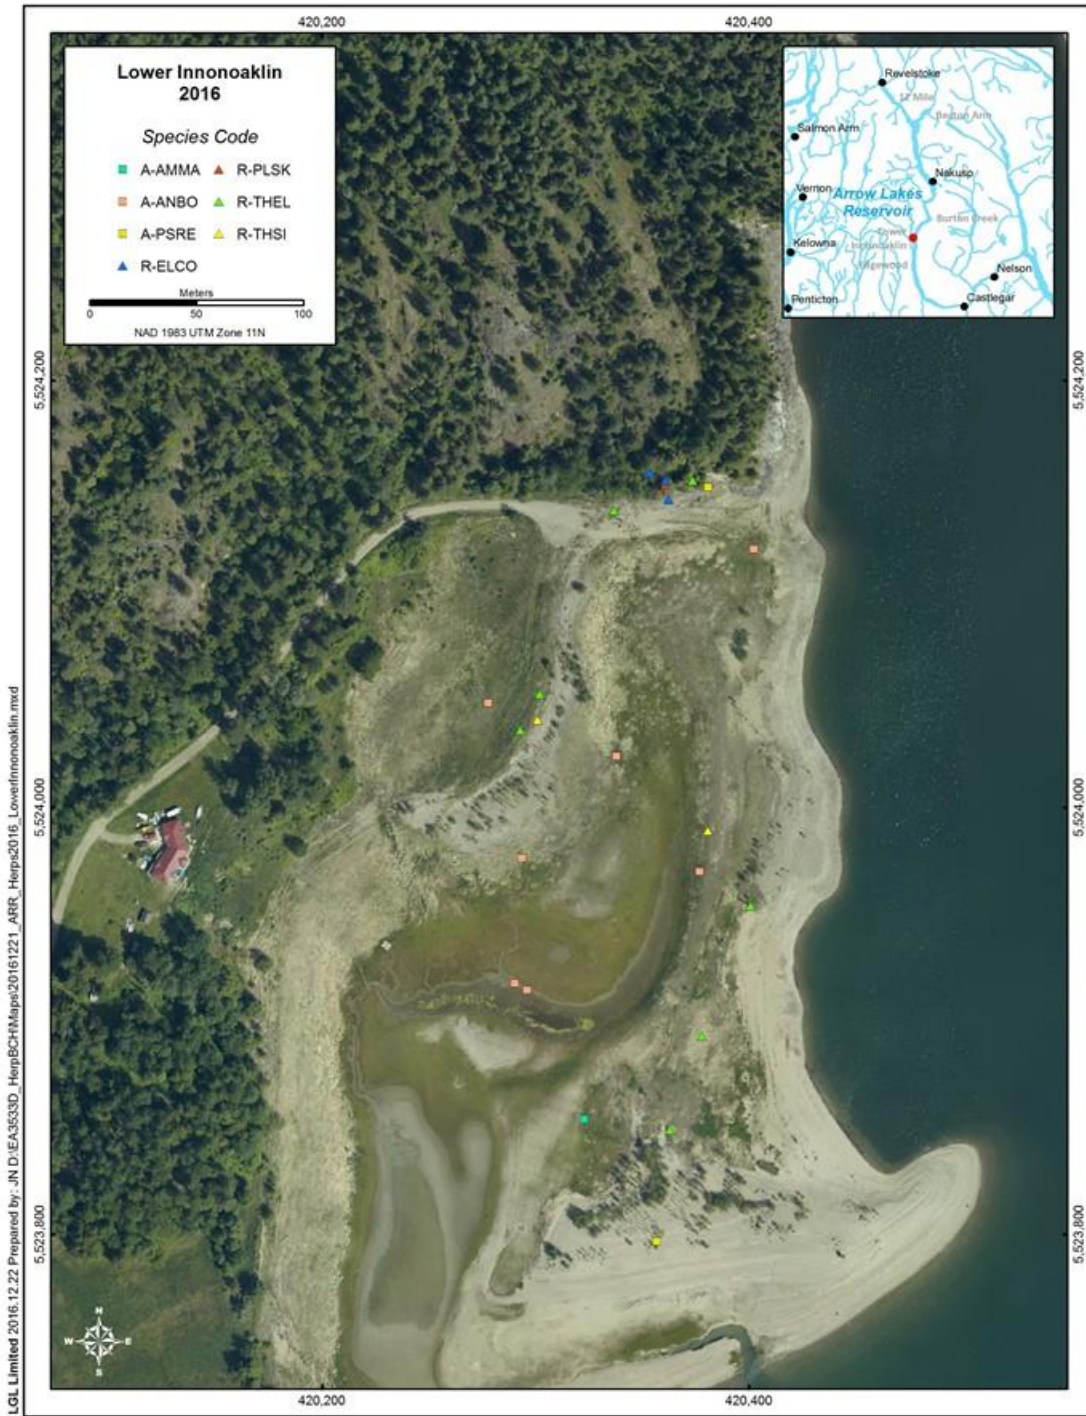 420,200
420,400
Lower Innonoaklin
2016
Species Code
A-AMMA
R-PLSK
A-ANBO
R-THEL
A-PSRE
R-THSI
R-ELCO
Meters
0
50
100
NAD 1983 UTM Zone 11N
Revelstoke
12 Mile
Beaton Arm
Salmon Arm
Nakusp
Vernon
Arrow Lakes
Reservoir
Burton Creek
Lower
Innonoaklin
Kelowna
Edgewood
Nelson
Penticton
Castlegar
5,524,200
5,524,200
5,524,000
5,524,000
5,523,800
5,523,800
N
W
E
S
420,200
420,400
LGL Limited 2016.12.22 Prepared by: JN D:\EA3533D_HerpBCH\Maps\20161221_ARR_Herps2016_LowerInnonoaklin.mxd